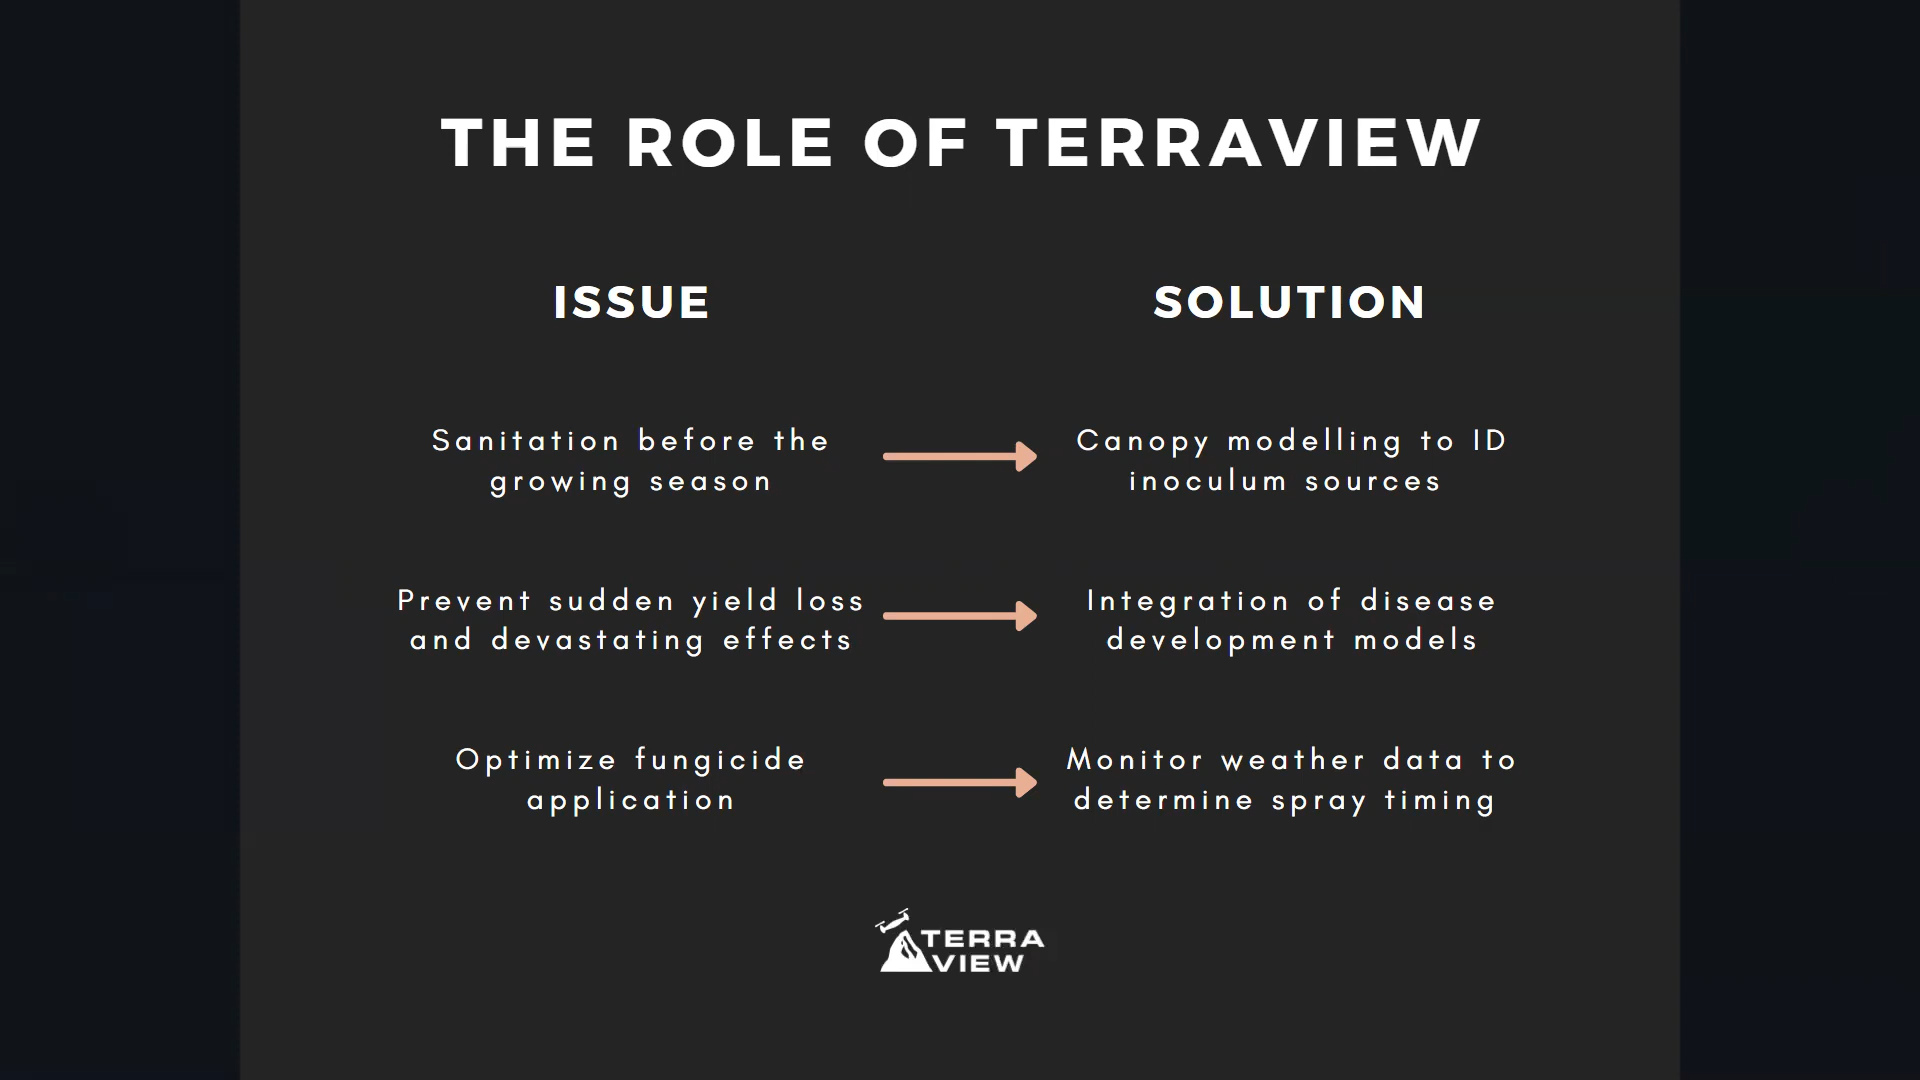 THE ROLE OF TERRAVIEW
ISSUE
SOLUTION
Sanitation before the
growing season
Canopy modelling to ID
inoculum sources
Prevent sudden yield loss
and devastating effects
Integration of disease
development models
Optimize fungicide
application
Monitor weather data to
determine spray timing
TERRA
VIEW